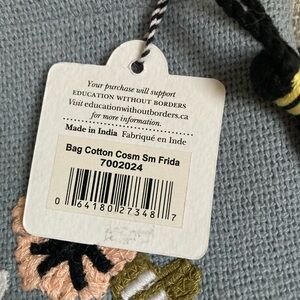 Your purchase will support
EDUCATION WITHOUT BORDERS
Visit educationwithoutborders.ca
for more information.
Made in India Fabriqué en Inde
Bag Cotton Cosm Sm Frida
7002024
0 64180 27348 7